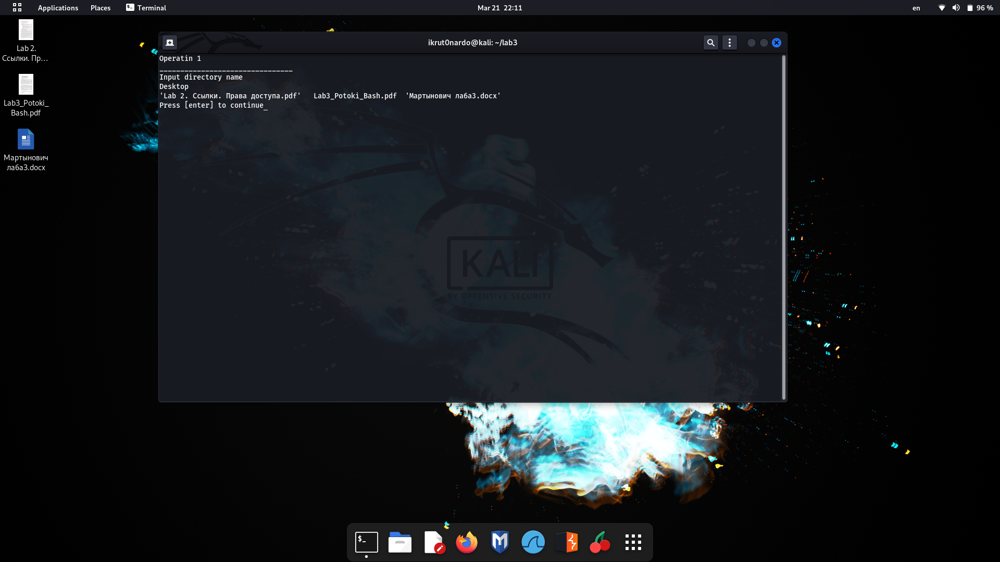 Applications Places Terminal Mar 21 22:11 en 96 %
Lab 2.
Ссылки. Пр...
Lab3_Potoki_
Bash.pdf
Мартынович
лаба3.docx
ikrut0nardo@kali: ~/lab3
Operatin 1
________________________________
Input directory name
Desktop
'Lab 2. Ссылки. Права доступа.pdf' Lab3_Potoki_Bash.pdf 'Мартынович лаба3.docx'
Press [enter] to continue_
KALI
BY OFFENSIVE SECURITY
$-